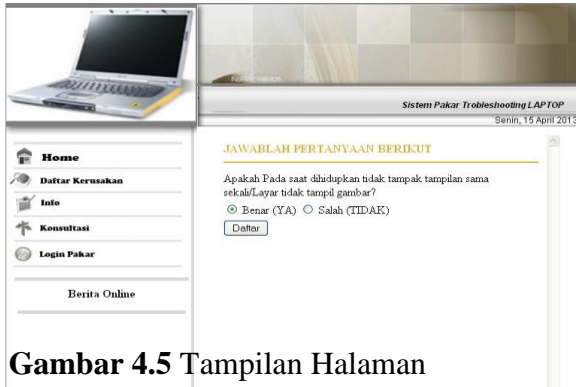 Sistem Pakar Trobleshooting LAPTOP
Senin, 15 April 2013
Home
Daftar Kerusakan
Info
Konsultasi
Login Pakar
Berita Online
JAWABLAH PERTANYAAN BERIKUT
Apakah Pada saat dihidupkan tidak tampak tampilan sama
sekali/Layar tidak tampil gambar?
Benar (YA) Salah (TIDAK)
Daftar
Gambar 4.5 Tampilan Halaman